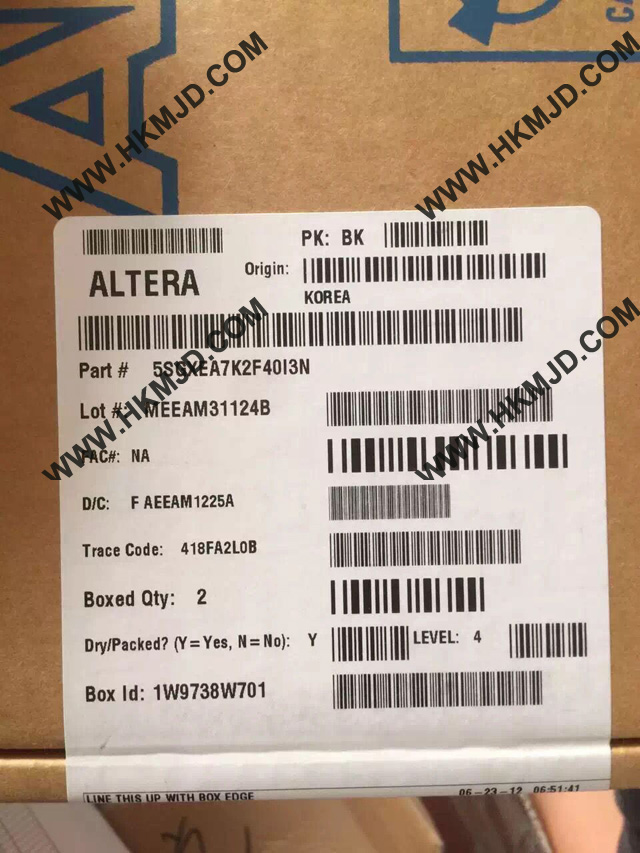 WWW.HKMJD.COM
WWW.HKMJD.COM
PK: BK
ALTERA
Origin:
KOREA
Part # 5SGXEA7K2F40I3N
Lot #: MEEAM31124B
WWW.HKMJD.COM
WWW.HKMJD.COM
FAC#: NA
D/C: F AEEAM1225A
Trace Code: 418FA2L0B
Boxed Qty: 2
Dry/Packed? (Y=Yes, N=No): Y LEVEL: 4
Box Id: 1W9738W701
LINE THIS UP WITH BOX EDGE 06-23-12 06:51:41